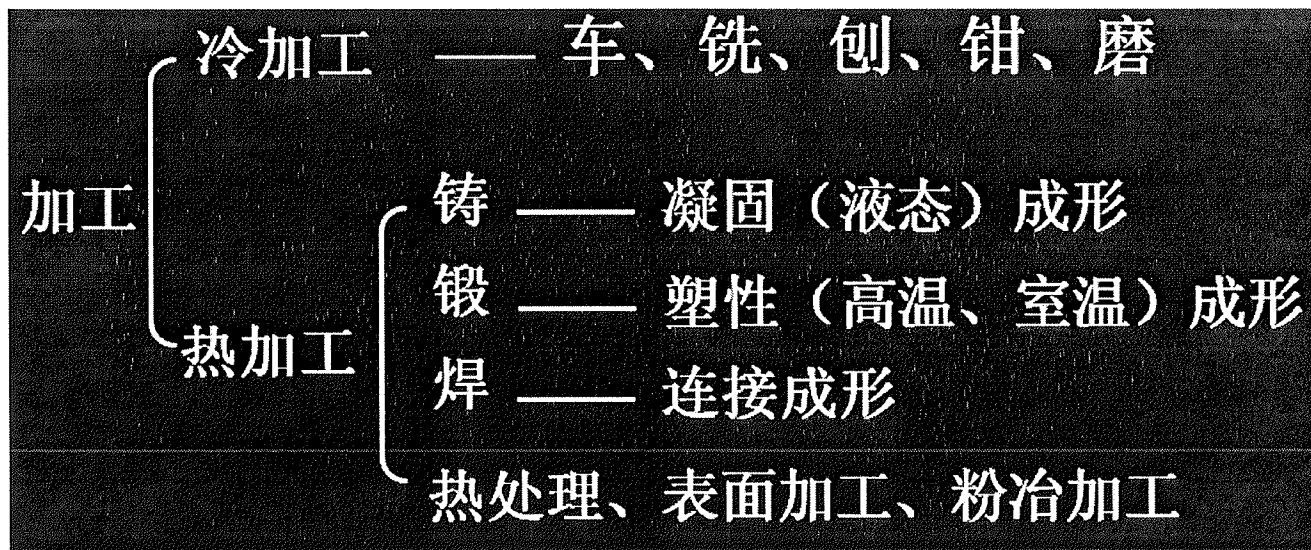 冷加工 —— 车、铣、刨、钳、磨
加工
铸 —— 凝固（液态）成形
锻 —— 塑性（高温、室温）成形
热加工
焊 —— 连接成形
热处理、表面加工、粉冶加工